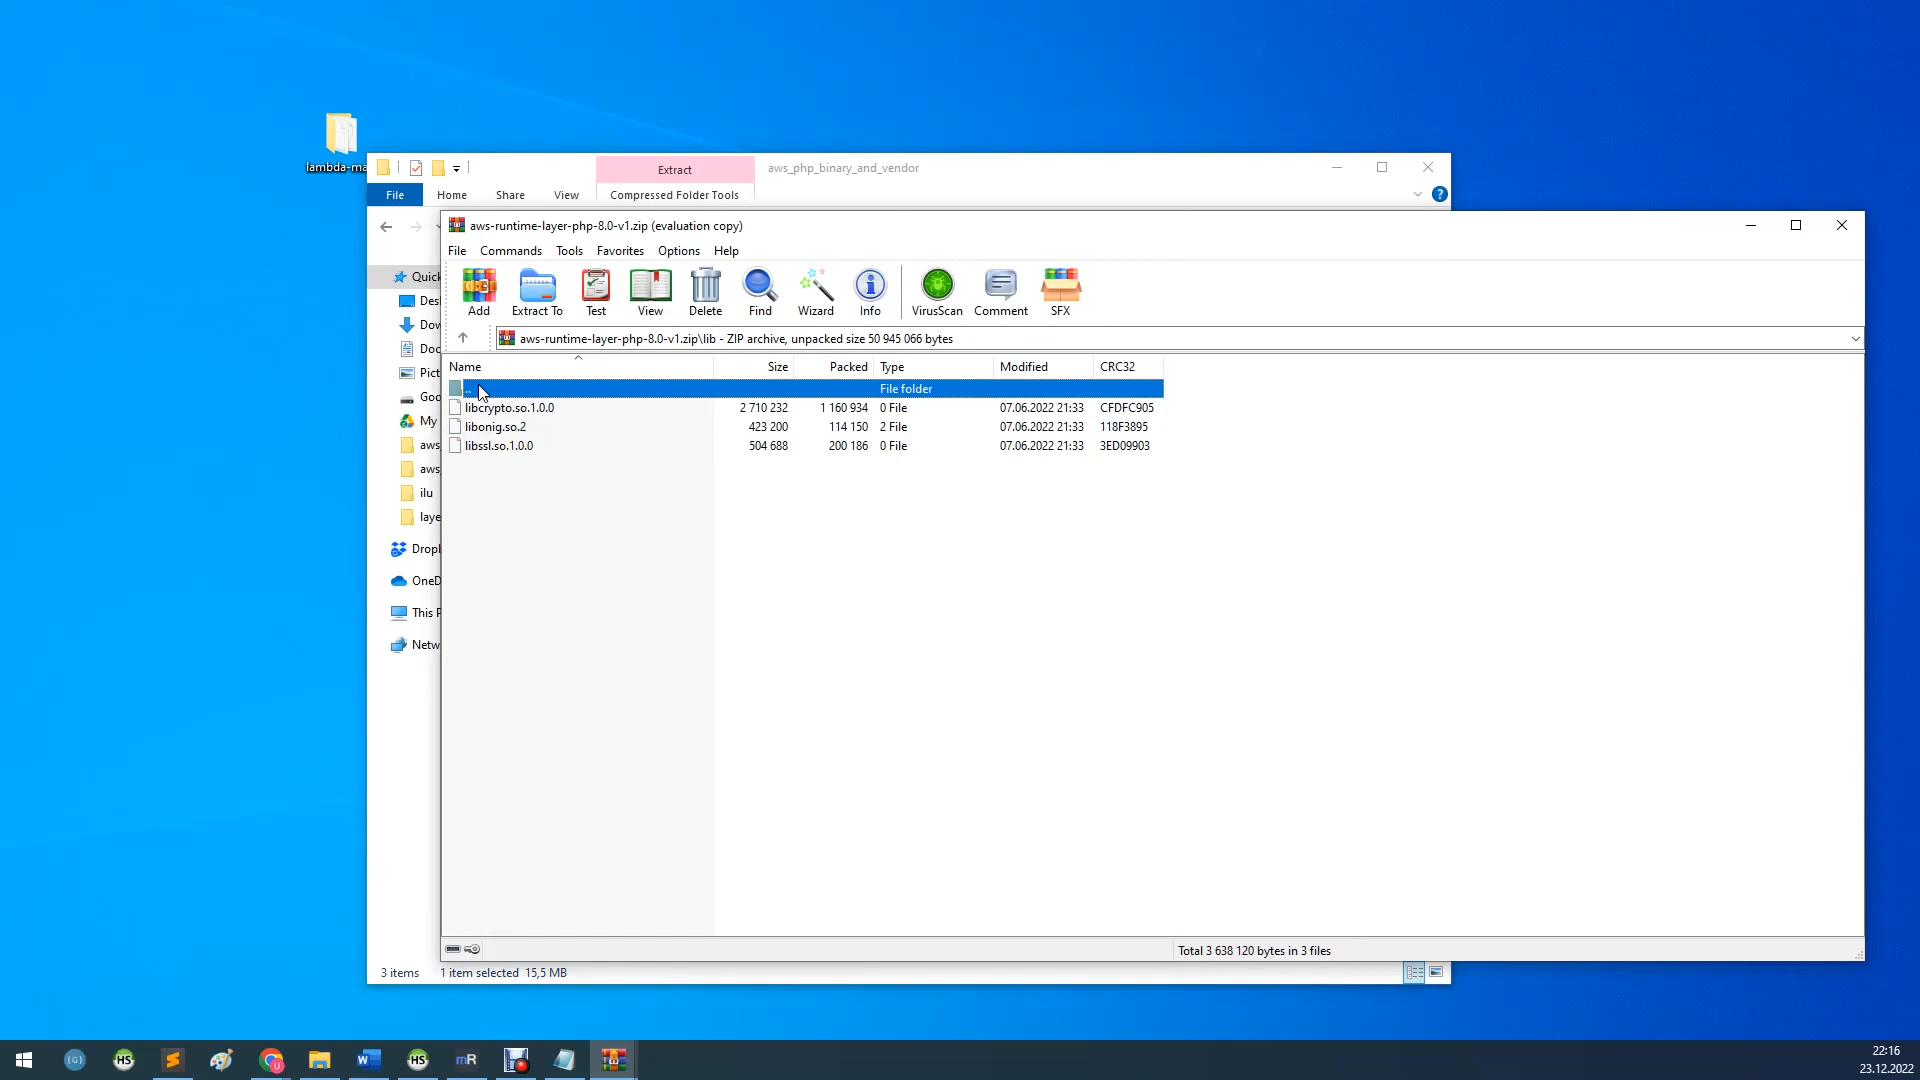 lambda-ma
Extract
aws_php_binary_and_vendor
File Home Share View Compressed Folder Tools
aws-runtime-layer-php-8.0-v1.zip (evaluation copy)
File Commands Tools Favorites Options Help
Add Extract To Test View Delete Find Wizard Info VirusScan Comment SFX
aws-runtime-layer-php-8.0-v1.zip\lib - ZIP archive, unpacked size 50 945 066 bytes
Name Size Packed Type Modified CRC32
.. File folder
libcrypto.so.1.0.0 2 710 232 1 160 934 0 File 07.06.2022 21:33 CFDFC905
libonig.so.2 423 200 114 150 2 File 07.06.2022 21:33 118F3895
libssl.so.1.0.0 504 688 200 186 0 File 07.06.2022 21:33 3ED09903
Quick
Des
Dow
Doc
Pict
Goo
My
aws
aws
ilu
laye
Dropl
OneD
This P
Netw
Total 3 638 120 bytes in 3 files
3 items 1 item selected 15,5 MB
{G} HS W HS mR
22:16
23.12.2022